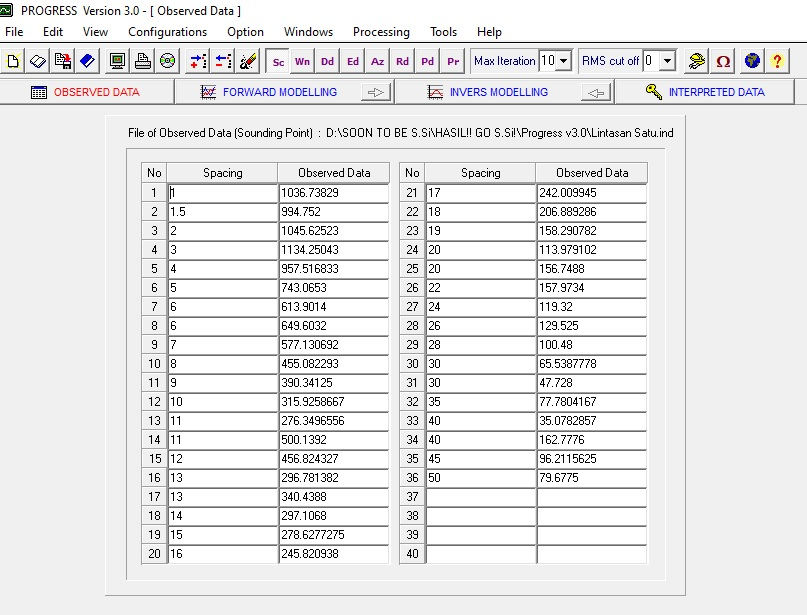 PROGRESS Version 3.0 - [ Observed Data ]
File Edit View Configurations Option Windows Processing Tools Help
Sc Wn Dd Ed Az Rd Pd Pr Max Iteration 10 RMS cut off 0 Ω ?
OBSERVED DATA FORWARD MODELLING INVERS MODELLING INTERPRETED DATA
File of Observed Data (Sounding Point) : D:\SOON TO BE S.Si\HASIL!! GO S.Si!\Progress v3.0\Lintasan Satu.ind
No Spacing Observed Data No Spacing Observed Data
1 1 1036.73829 21 17 242.009945
2 1.5 994.752 22 18 206.889286
3 2 1045.62523 23 19 158.290782
4 3 1134.25043 24 20 113.979102
5 4 957.516833 25 20 156.7488
6 5 743.0653 26 22 157.9734
7 6 613.9014 27 24 119.32
8 6 649.6032 28 26 129.525
9 7 577.130692 29 28 100.48
10 8 455.082293 30 30 65.5387778
11 9 390.34125 31 30 47.728
12 10 315.9258667 32 35 77.7804167
13 11 276.3496556 33 40 35.0782857
14 11 500.1392 34 40 162.7776
15 12 456.824327 35 45 96.2115625
16 13 296.781382 36 50 79.6775
17 13 340.4388 37
18 14 297.1068 38
19 15 278.6277275 39
20 16 245.820938 40